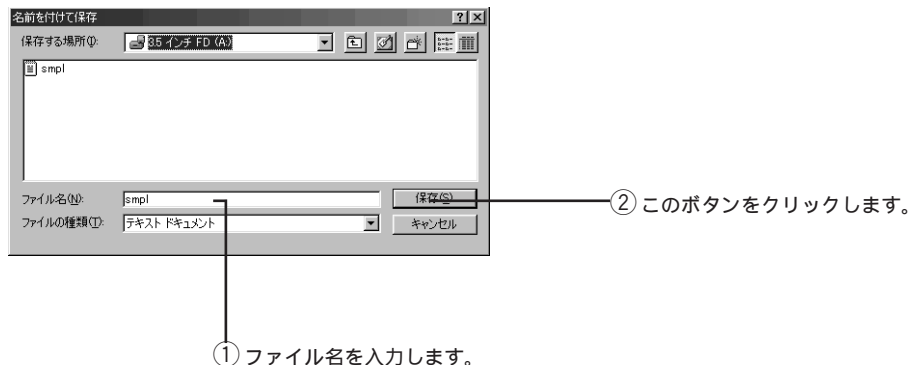 名前を付けて保存
保存する場所(I): 3.5 インチ FD (A:)
smpl
ファイル名(N): smpl 保存(S)
ファイルの種類(T): テキスト ドキュメント キャンセル
② このボタンをクリックします。
① ファイル名を入力します。